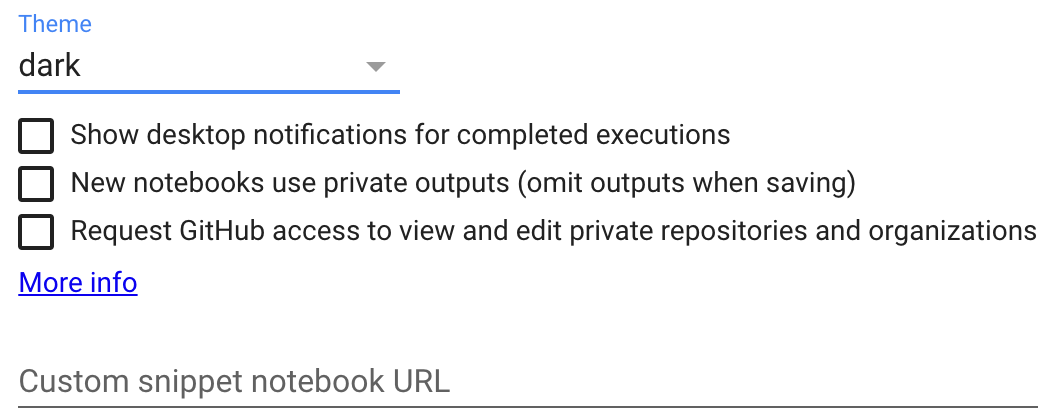 Theme
dark
Show desktop notifications for completed executions
New notebooks use private outputs (omit outputs when saving)
Request GitHub access to view and edit private repositories and organizations
More info
Custom snippet notebook URL